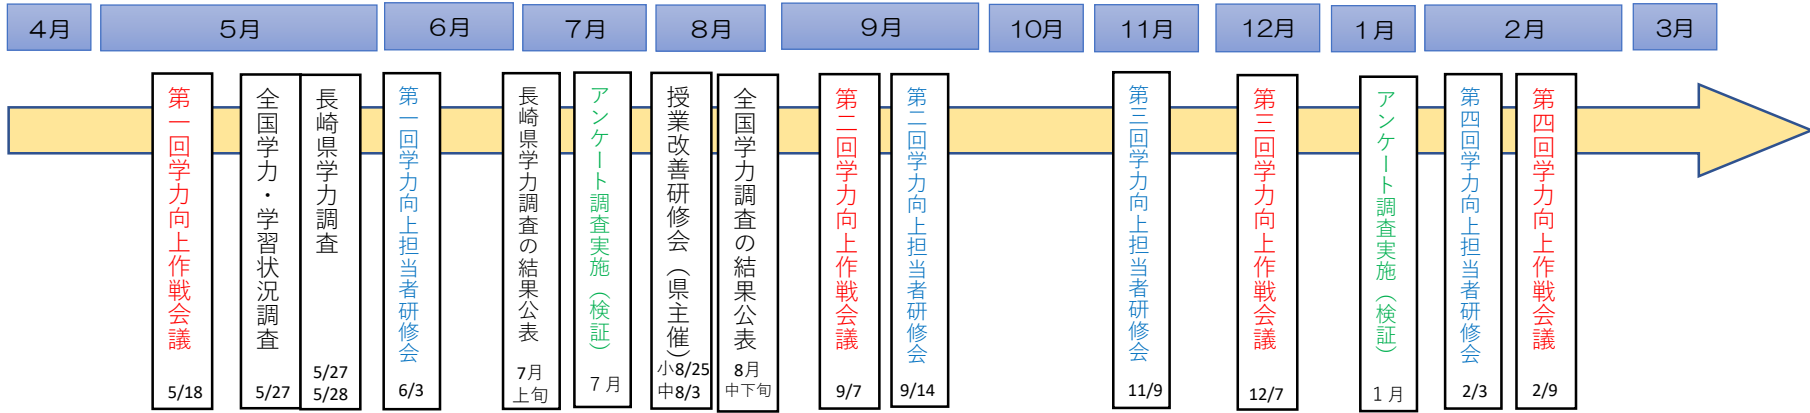 4月
5月
6月
7月
8月
9月
10月
11月
12月
1月
2月
3月
第一回学力向上作戦会議
5/18
全国学力・学習状況調査
5/27
長崎県学力調査
5/27
5/28
第一回学力向上担当者研修会
6/3
長崎県学力調査の結果公表
7月
上旬
アンケート調査実施（検証）
7月
授業改善研修会（県主催）
小8/25
中8/3
全国学力調査の結果公表
8月
中下旬
第二回学力向上作戦会議
9/7
第二回学力向上担当者研修会
9/14
第三回学力向上担当者研修会
11/9
第三回学力向上作戦会議
12/7
アンケート調査実施（検証）
1月
第四回学力向上担当者研修会
2/3
第四回学力向上作戦会議
2/9